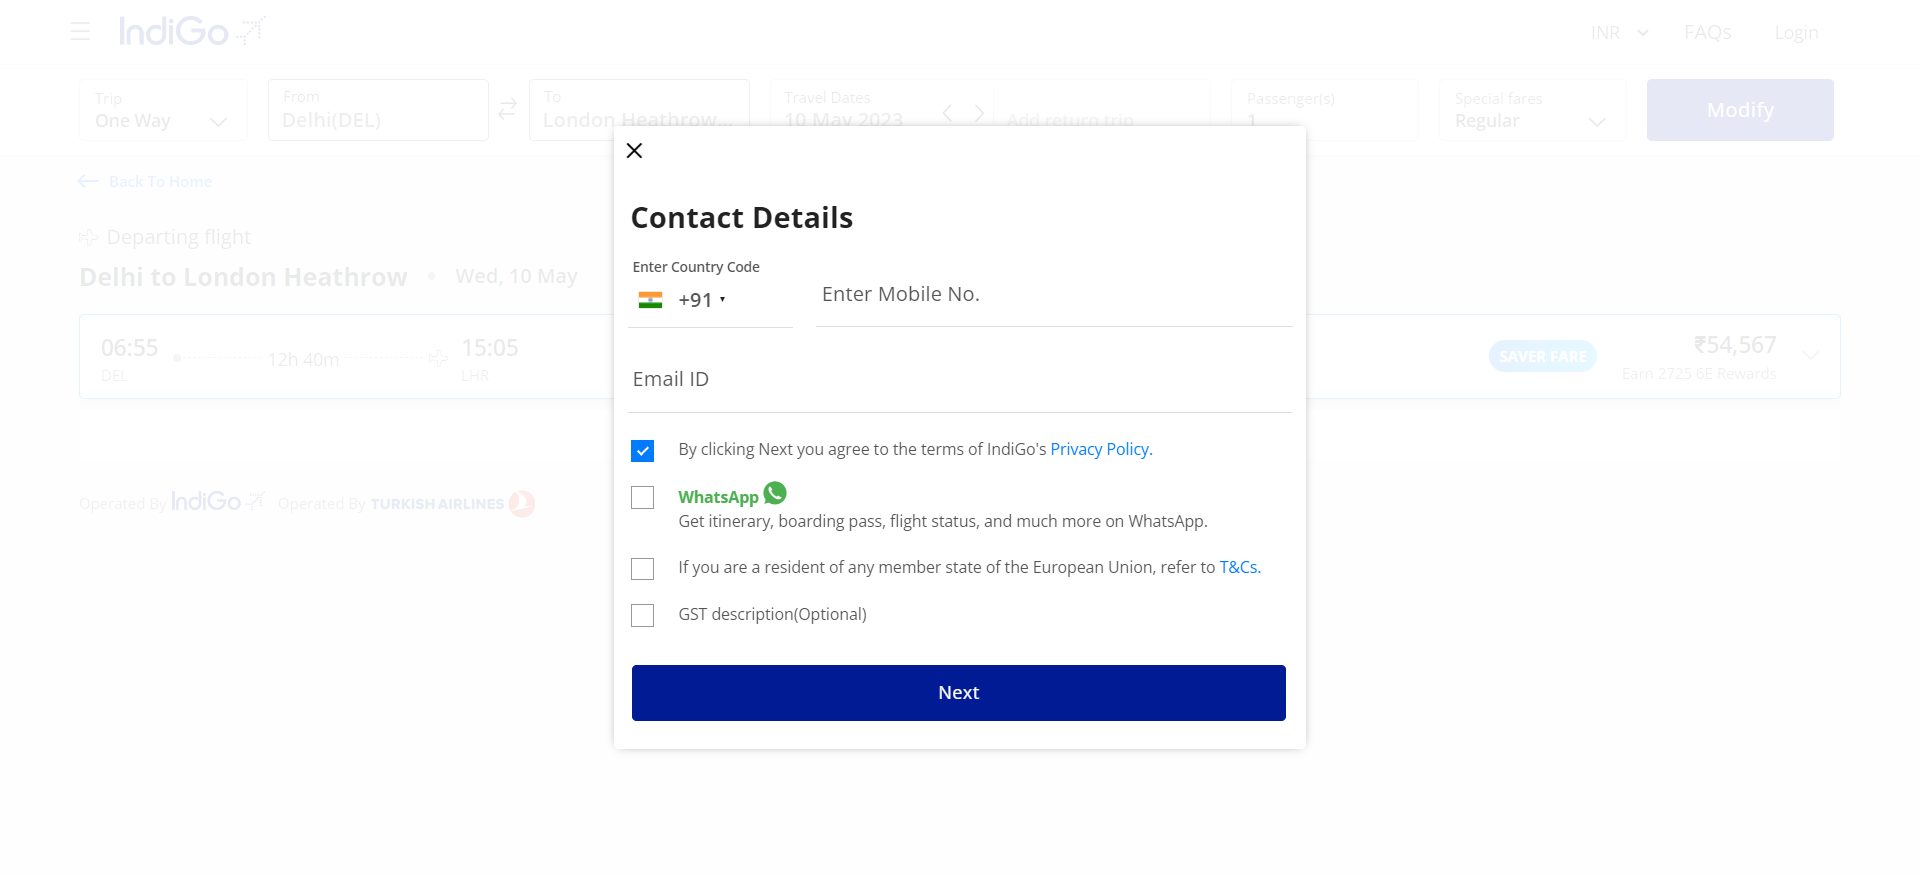 IndiGo
INR
FAQs
Login
Trip
One Way
From
Delhi(DEL)
To
London Heathrow...
Travel Dates
10 May 2023
Add return trip
Passenger(s)
1
Special fares
Regular
Modify
Back To Home
Departing flight
Delhi to London Heathrow • Wed, 10 May
06:55
DEL
12h 40m
15:05
LHR
SAVER FARE
₹54,567
Earn 2725 6E Rewards
Operated By IndiGo Operated By TURKISH AIRLINES
Contact Details
Enter Country Code
+91
Enter Mobile No.
Email ID
By clicking Next you agree to the terms of IndiGo's Privacy Policy.
WhatsApp
Get itinerary, boarding pass, flight status, and much more on WhatsApp.
If you are a resident of any member state of the European Union, refer to T&Cs.
GST description(Optional)
Next